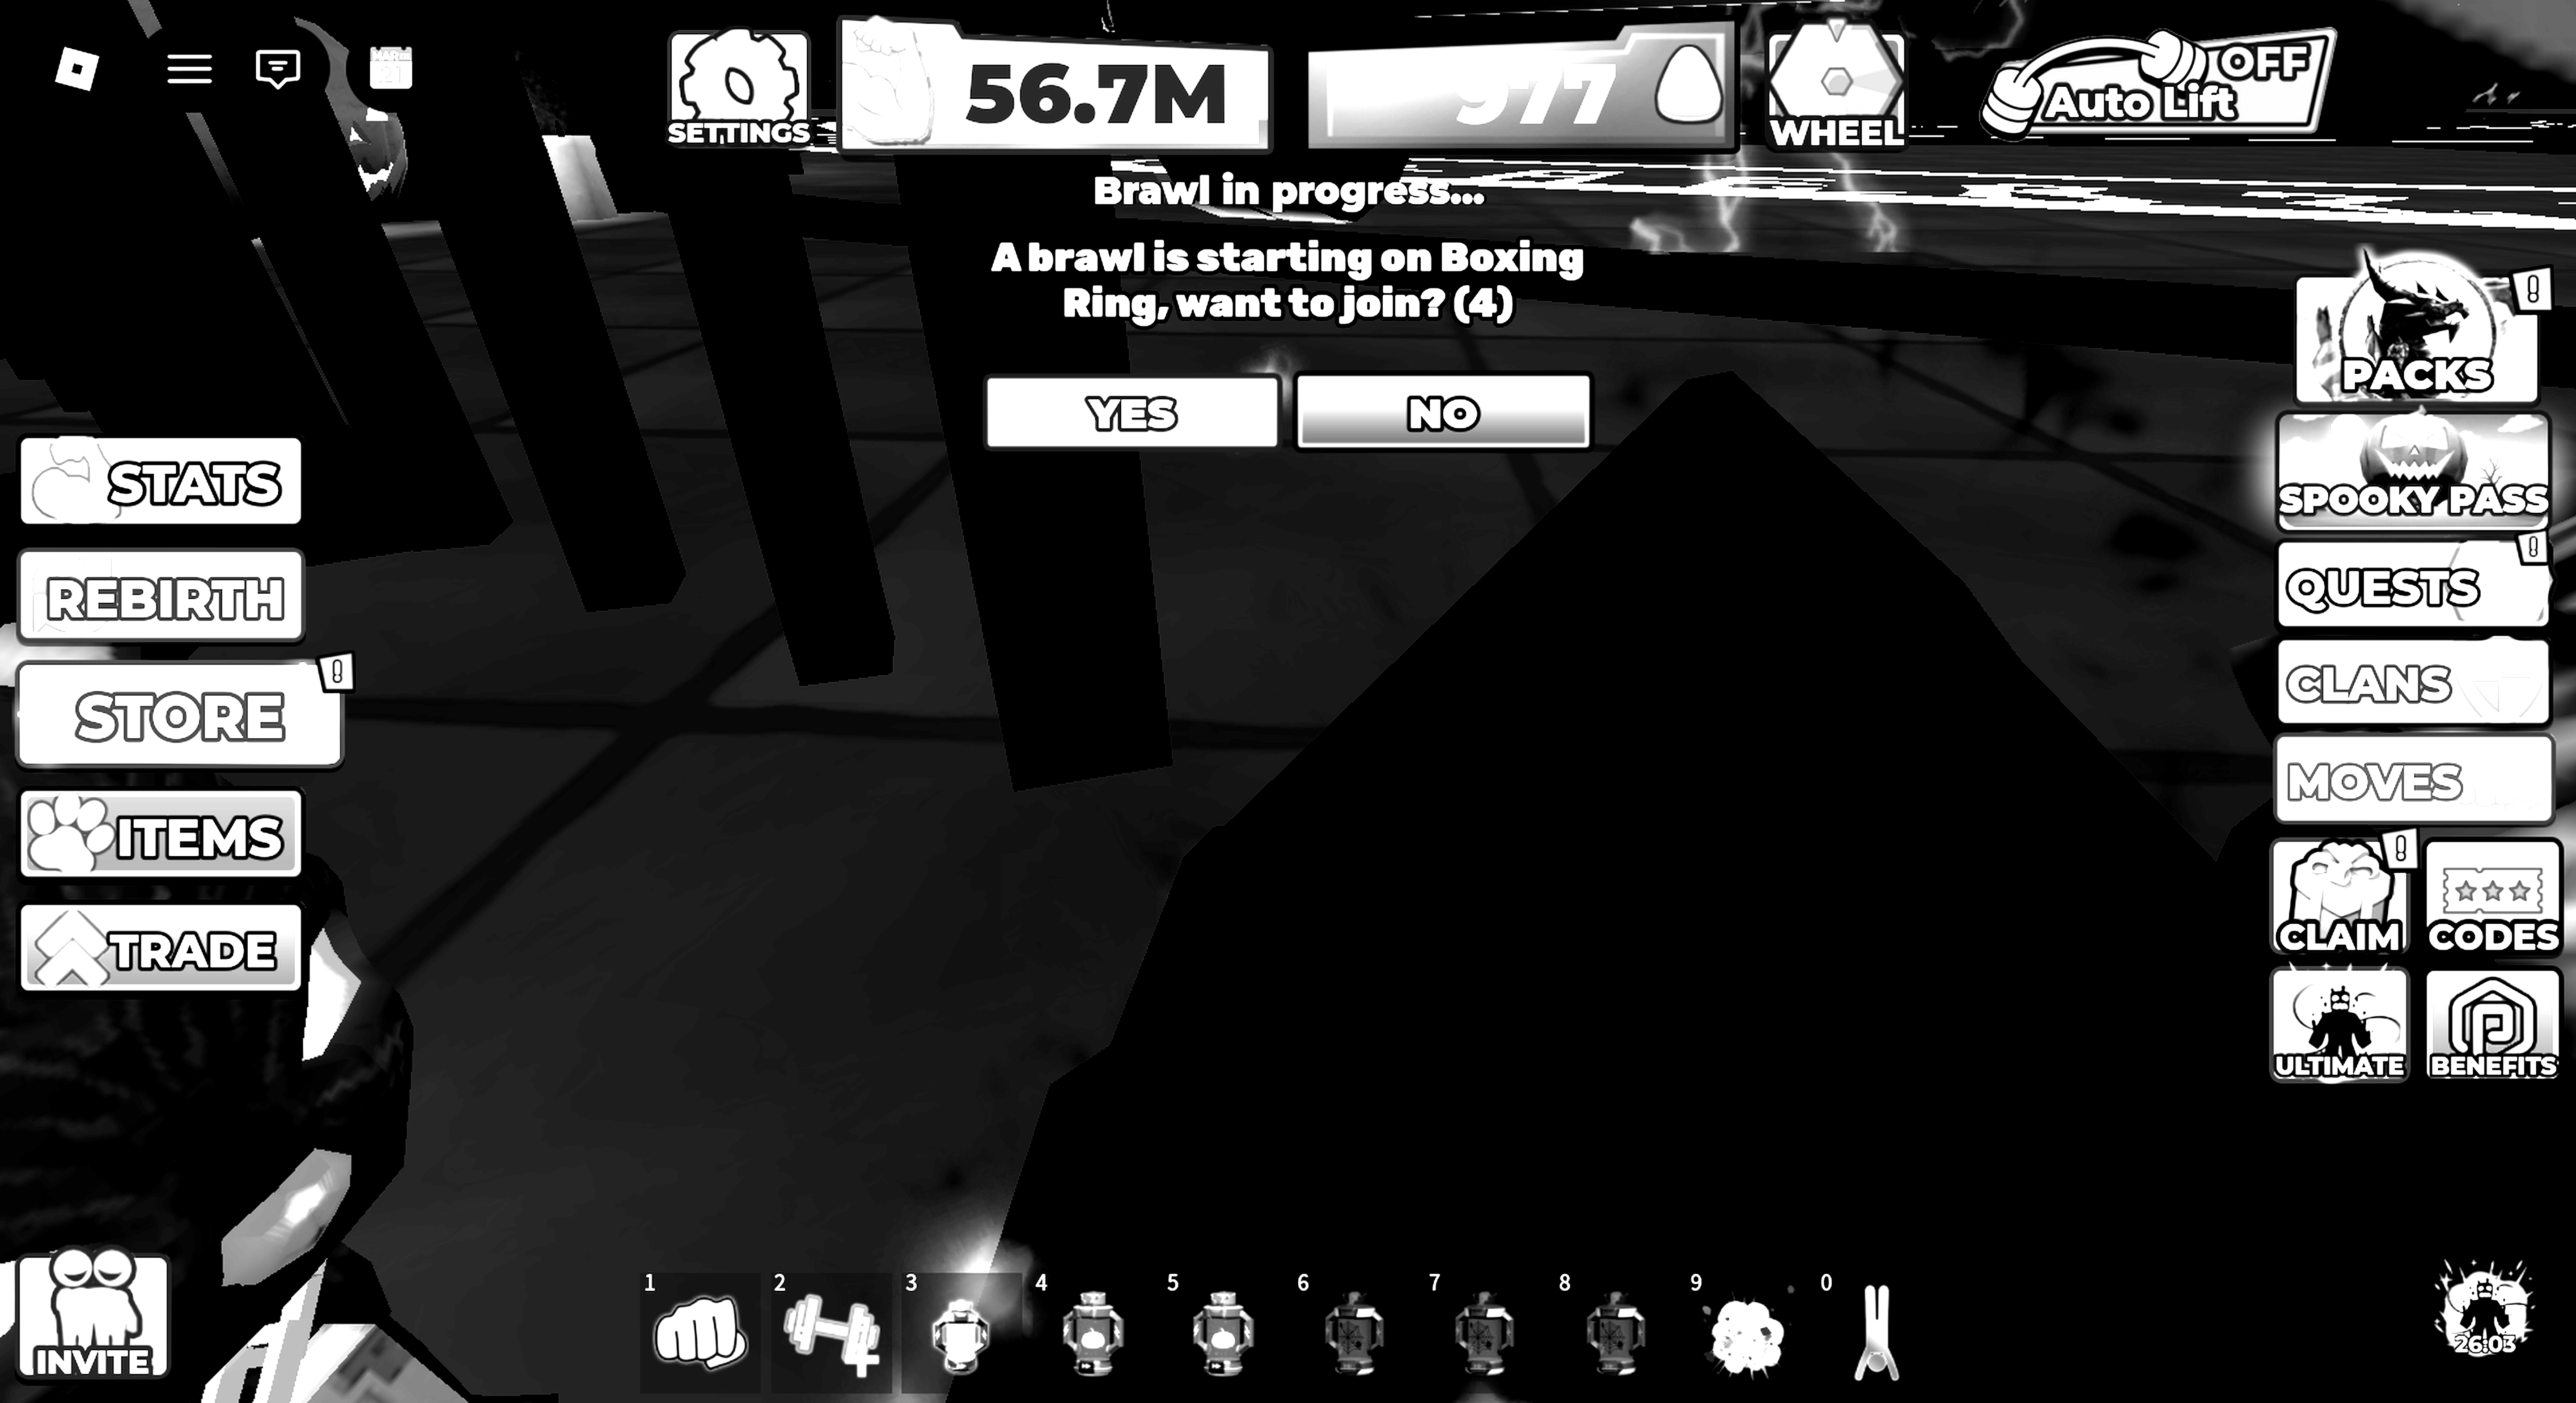 SETTINGS
56.7M
977
WHEEL
OFF
Auto Lift
Brawl in progress...
A brawl is starting on Boxing
Ring, want to join? (4)
YES
NO
STATS
REBIRTH
!
STORE
ITEMS
TRADE
INVITE
!
PACKS
SPOOKY PASS
!
QUESTS
CLANS
MOVES
!
CLAIM
CODES
ULTIMATE
BENEFITS
1
2
3
4
5
6
7
8
9
0
26:03